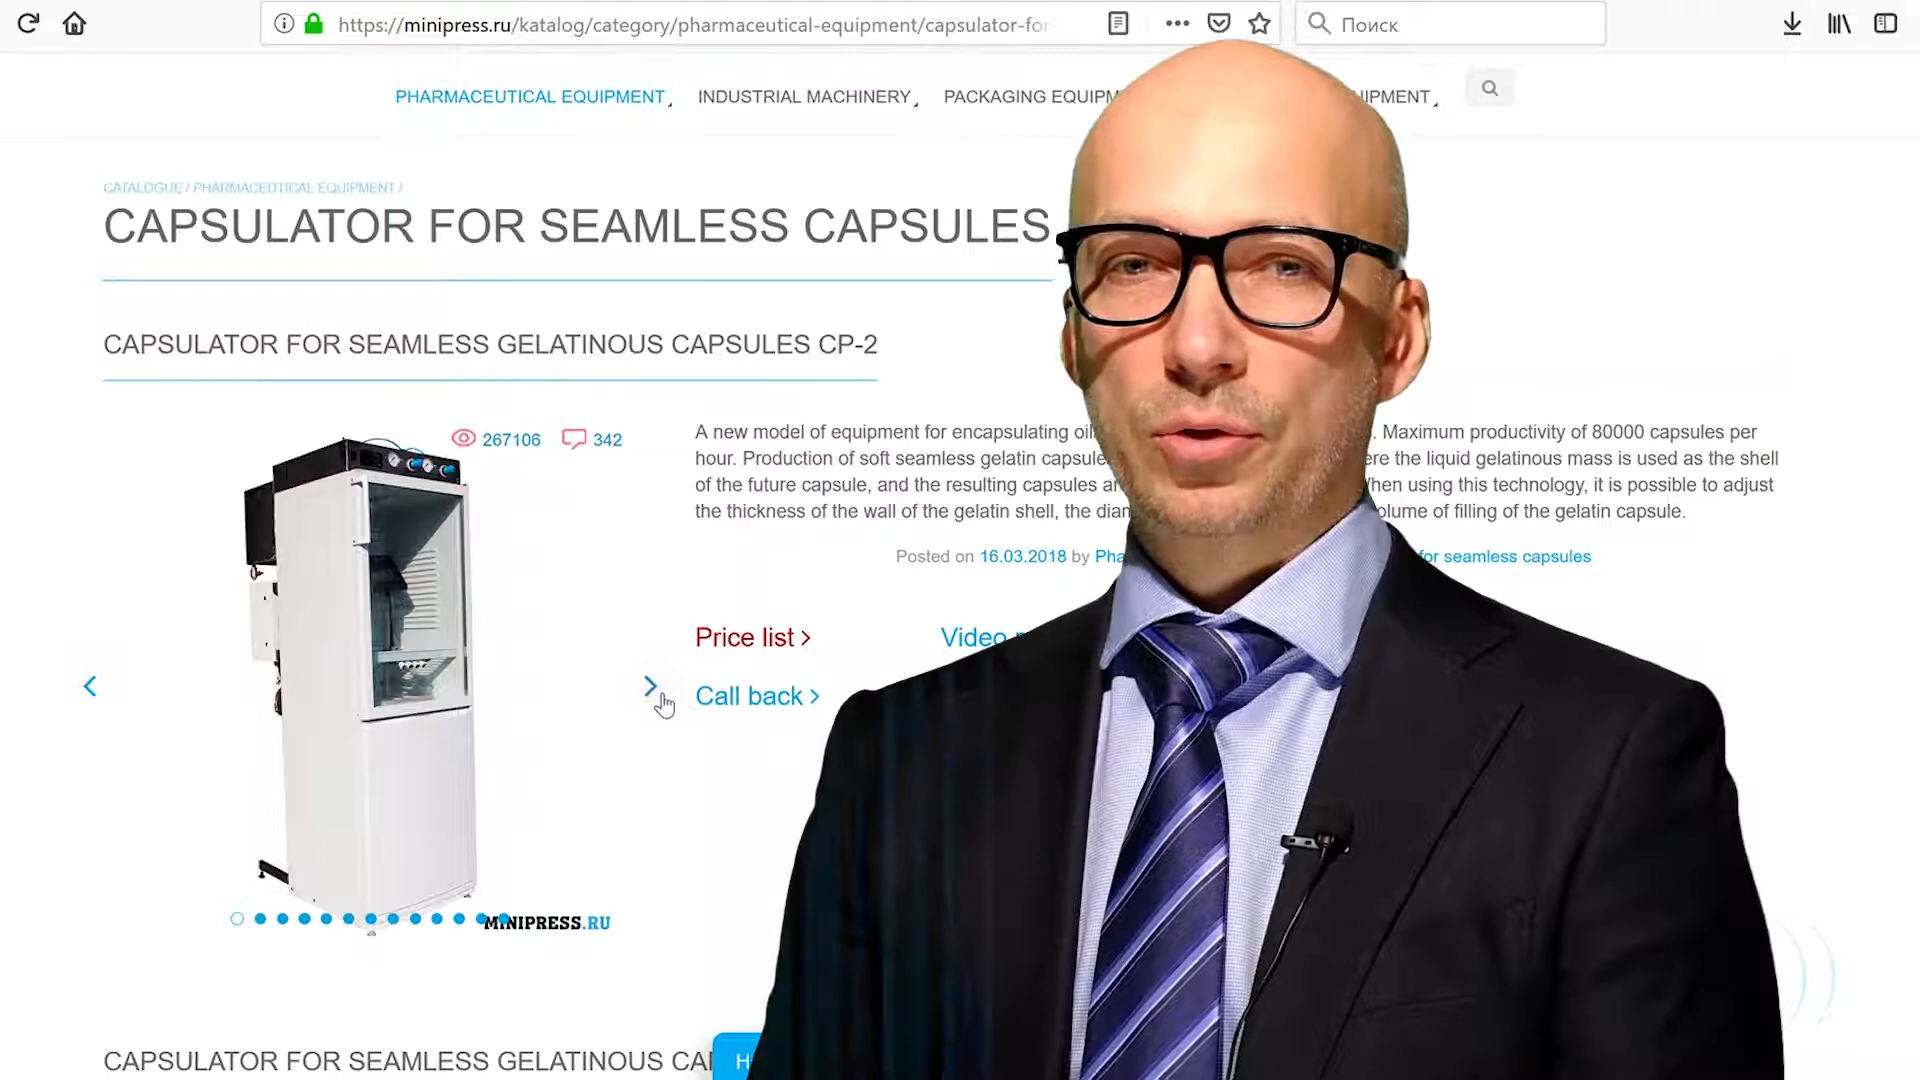 https://minipress.ru/katalog/category/pharmaceutical-equipment/capsulator-for-
Поиск
PHARMACEUTICAL EQUIPMENT
INDUSTRIAL MACHINERY
PACKAGING EQUIPM
IPMENT
CATALOGUE / PHARMACEUTICAL EQUIPMENT /
CAPSULATOR FOR SEAMLESS CAPSULES
CAPSULATOR FOR SEAMLESS GELATINOUS CAPSULES CP-2
267106 342
A new model of equipment for encapsulating oil . Maximum productivity of 80000 capsules per
hour. Production of soft seamless gelatin capsule ere the liquid gelatinous mass is used as the shell
of the future capsule, and the resulting capsules a When using this technology, it is possible to adjust
the thickness of the wall of the gelatin shell, the dia olume of filling of the gelatin capsule.
Posted on 16.03.2018 by Pha for seamless capsules
Price list >
Video
Call back >
MINIPRESS.RU
CAPSULATOR FOR SEAMLESS GELATINOUS CA
H